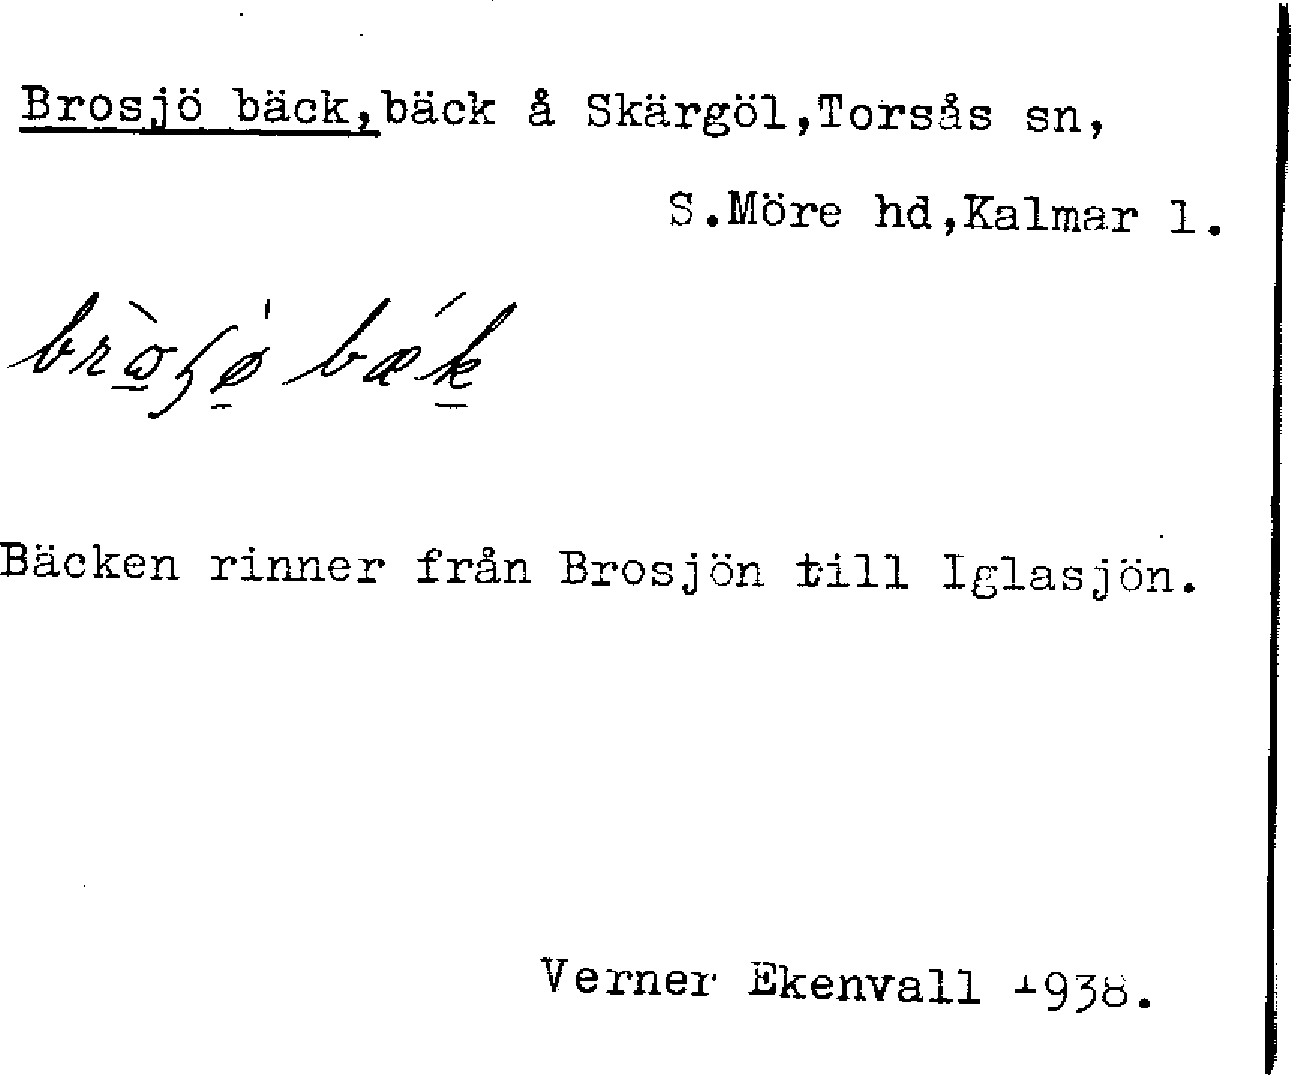 Brosjö bäck,bäck å Skärgöl,Torsås sn,
S.Möre hd,Kalmar l.
Bäcken rinner från Brosjön till Iglasjön.
Verner Ekenvall 1938.